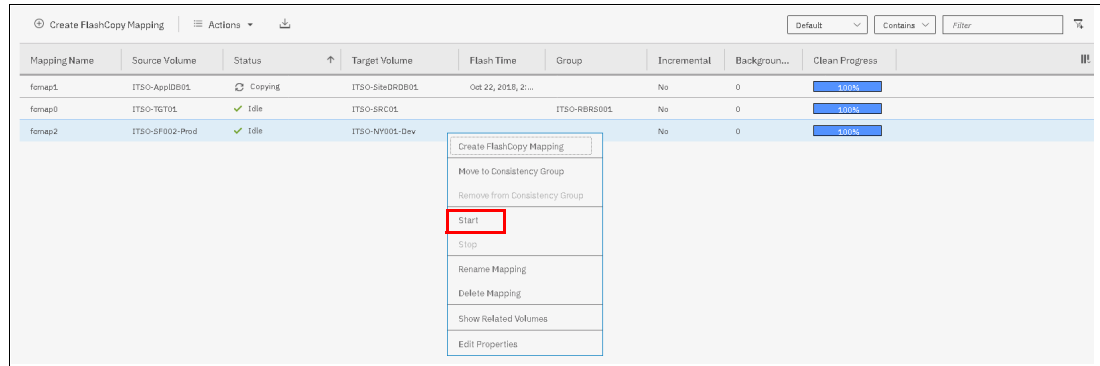 Create FlashCopy Mapping Actions Default Contains Filter
Mapping Name Source Volume Status Target Volume Flash Time Group Incremental Backgroun... Clean Progress
fcmap1 ITSO-ApplDB01 Copying ITSO-SiteDRDB01 Oct 22, 2018, 2:... No 0 100%
fcmap0 ITSO-TGT01 Idle ITSO-SRC01 ITSO-RBRS001 No 0 100%
fcmap2 ITSO-SF002-Prod Idle ITSO-NY001-Dev No 0 100%
Create FlashCopy Mapping
Move to Consistency Group
Remove from Consistency Group
Start
Stop
Rename Mapping
Delete Mapping
Show Related Volumes
Edit Properties